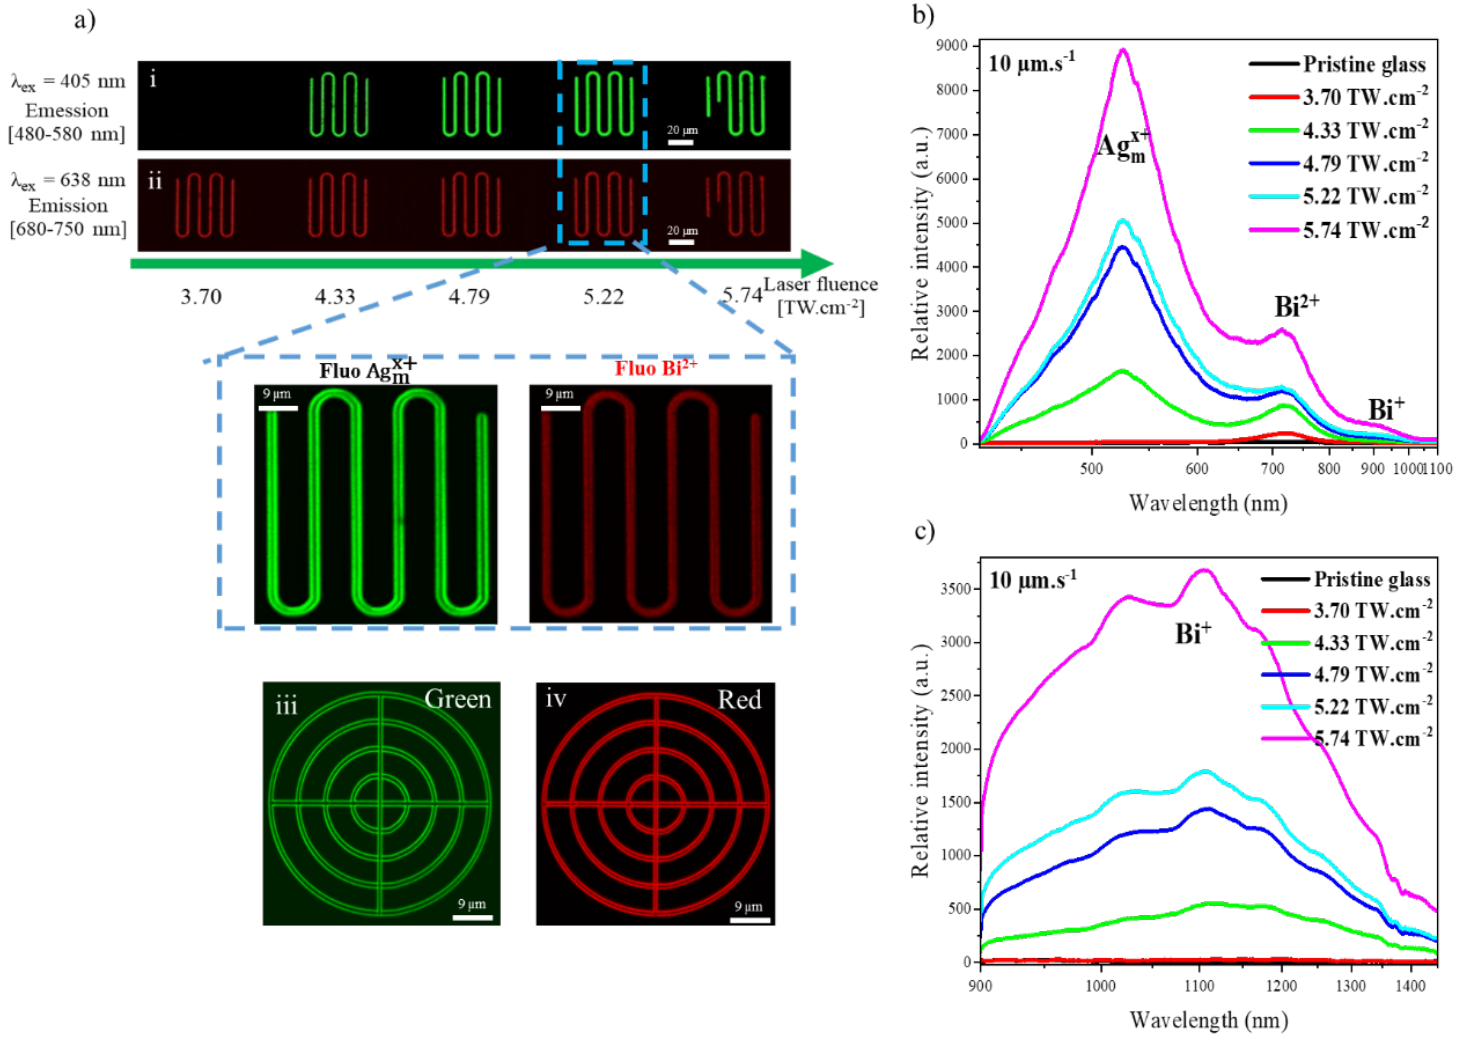 a)
λex = 405 nm
Emession
[480-580 nm]
i
20 µm
λex = 638 nm
Emission
[680-750 nm]
ii
20 µm
3.70 4.33 4.79 5.22 5.74
Laser fluence
[TW.cm-2]
Fluo Agmx+
Fluo Bi2+
9 µm
9 µm
iii
Green
9 µm
iv
Red
9 µm
b)
10 µm.s-1
Pristine glass
3.70 TW.cm-2
4.33 TW.cm-2
4.79 TW.cm-2
5.22 TW.cm-2
5.74 TW.cm-2
Agmx+
Bi2+
Bi+
Relative intensity (a.u.)
9000
8000
7000
6000
5000
4000
3000
2000
1000
0
500 600 700 800 900 1000 1100
Wavelength (nm)
c)
10 µm.s-1
Pristine glass
3.70 TW.cm-2
4.33 TW.cm-2
4.79 TW.cm-2
5.22 TW.cm-2
5.74 TW.cm-2
Bi+
Relative intensity (a.u.)
3500
3000
2500
2000
1500
1000
500
0
900 1000 1100 1200 1300 1400
Wavelength (nm)